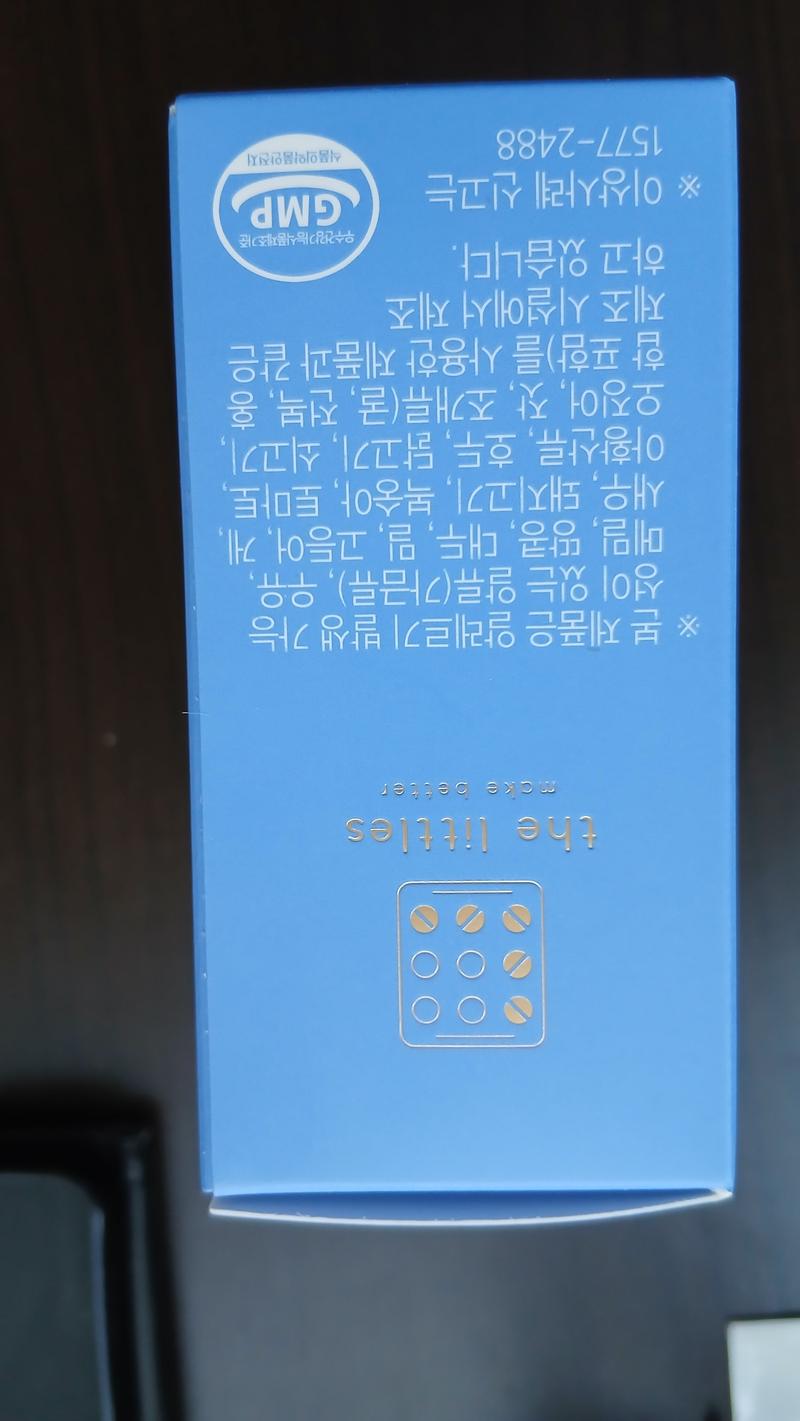 the littles
make better
※ 본 제품은 알레르기 발생 가능
성이 있는 알류(가금류), 우유,
메밀, 땅콩, 대두, 밀, 고등어, 게,
새우, 돼지고기, 복숭아, 토마토,
아황산류, 호두, 닭고기, 쇠고기,
오징어, 잣, 조개류(굴, 전복, 홍
합 포함)를 사용한 제품과 같은
제조 시설에서 제조
하고 있습니다.
※ 이상사례 신고는
1577-2488
우수건강기능식품제조기준
GMP
식품의약품안전처